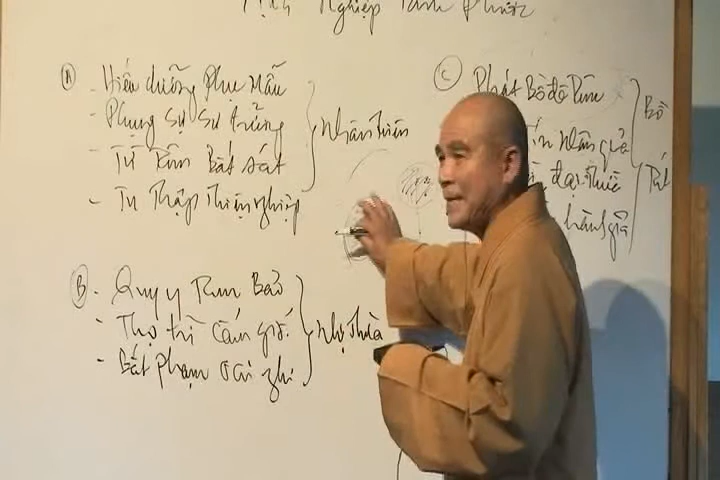 Tịnh Nghiệp Tam Phước
A
- Hiếu dưỡng Phụ Mẫu
- Phụng sự sư trưởng
- Từ Tâm Bất sát
- Tu Thập Thiện nghiệp
Nhân Thiên
B
- Quy y Tam Bảo
- Thọ trì cấm giới
- Bất phạm oai nghi
Nhị thừa
C
Phát Bồ đề Tâm
tín nhân quả
đại thừa
hành giả
Bồ
Tát